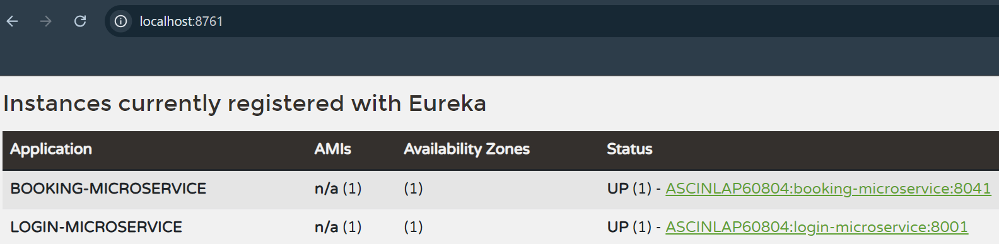 localhost:8761
Instances currently registered with Eureka
Application AMIs Availability Zones Status
BOOKING-MICROSERVICE n/a (1) (1) UP (1) - ASCINLAP60804:booking-microservice:8041
LOGIN-MICROSERVICE n/a (1) (1) UP (1) - ASCINLAP60804:login-microservice:8001